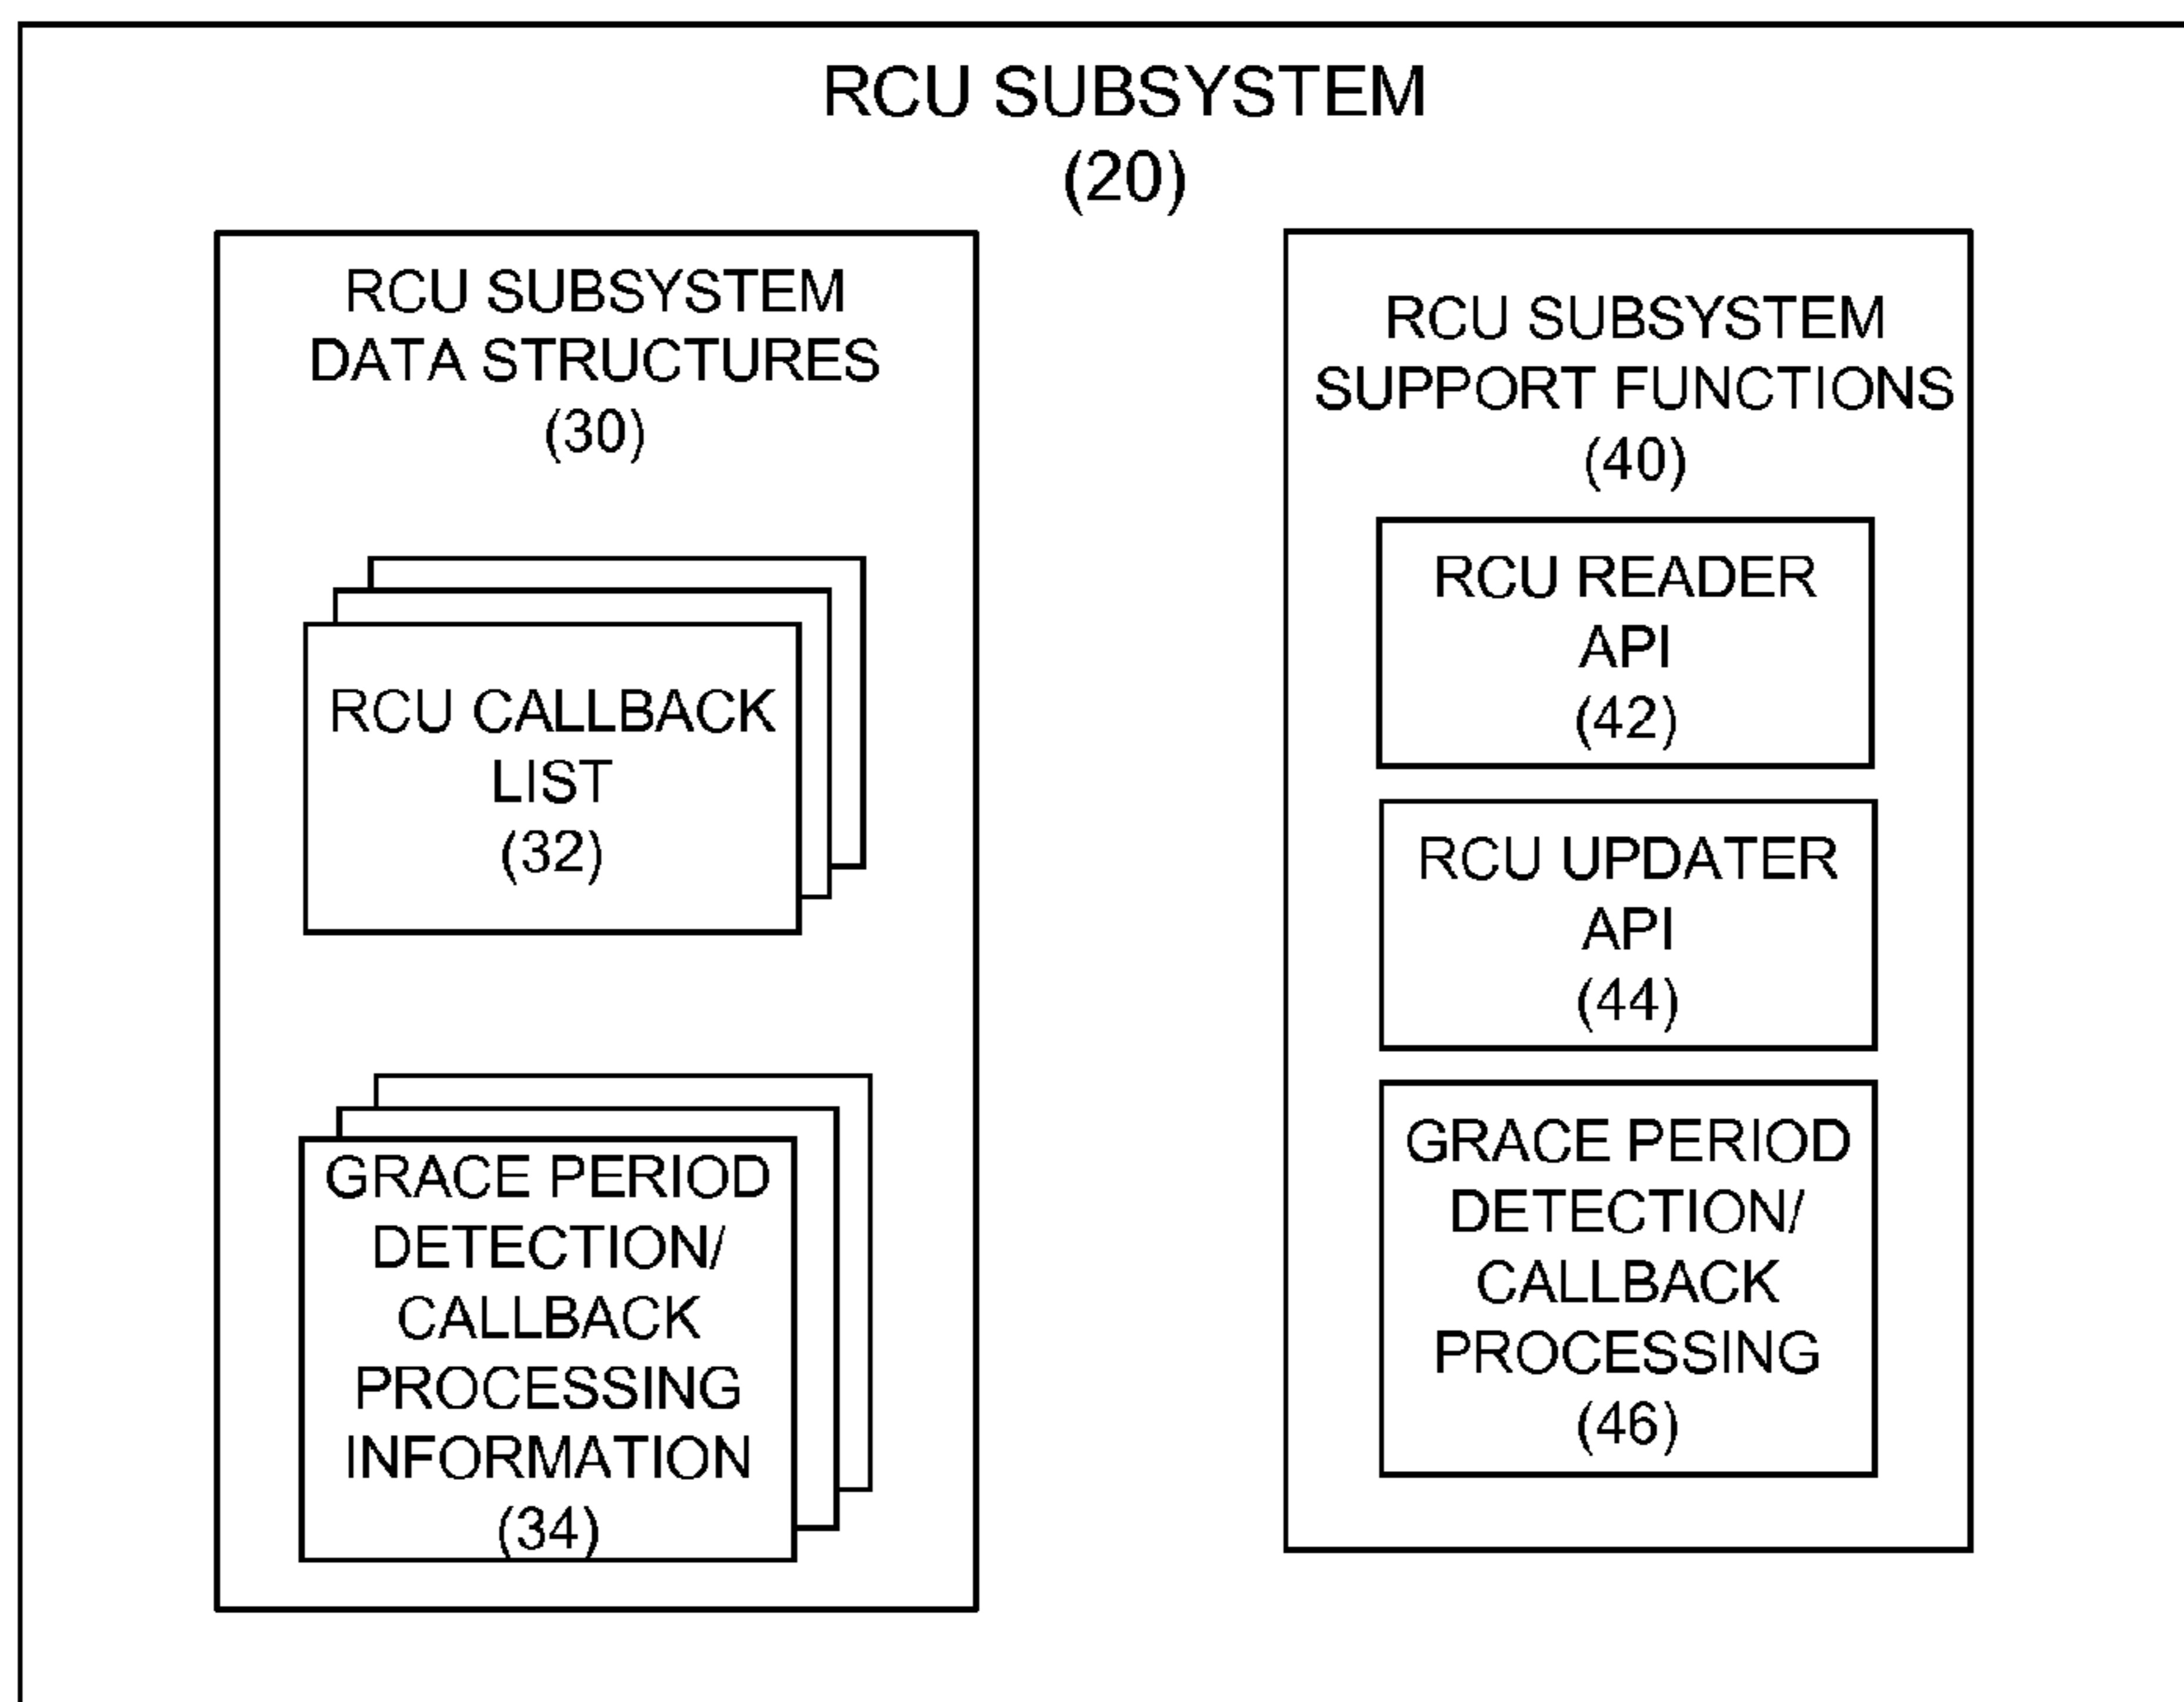 RCU SUBSYSTEM
(20)
RCU SUBSYSTEM
DATA STRUCTURES
(30)
RCU CALLBACK
LIST
(32)
GRACE PERIOD
DETECTION/
CALLBACK
PROCESSING
INFORMATION
(34)
RCU SUBSYSTEM
SUPPORT FUNCTIONS
(40)
RCU READER
API
(42)
RCU UPDATER
API
(44)
GRACE PERIOD
DETECTION/
CALLBACK
PROCESSING
(46)